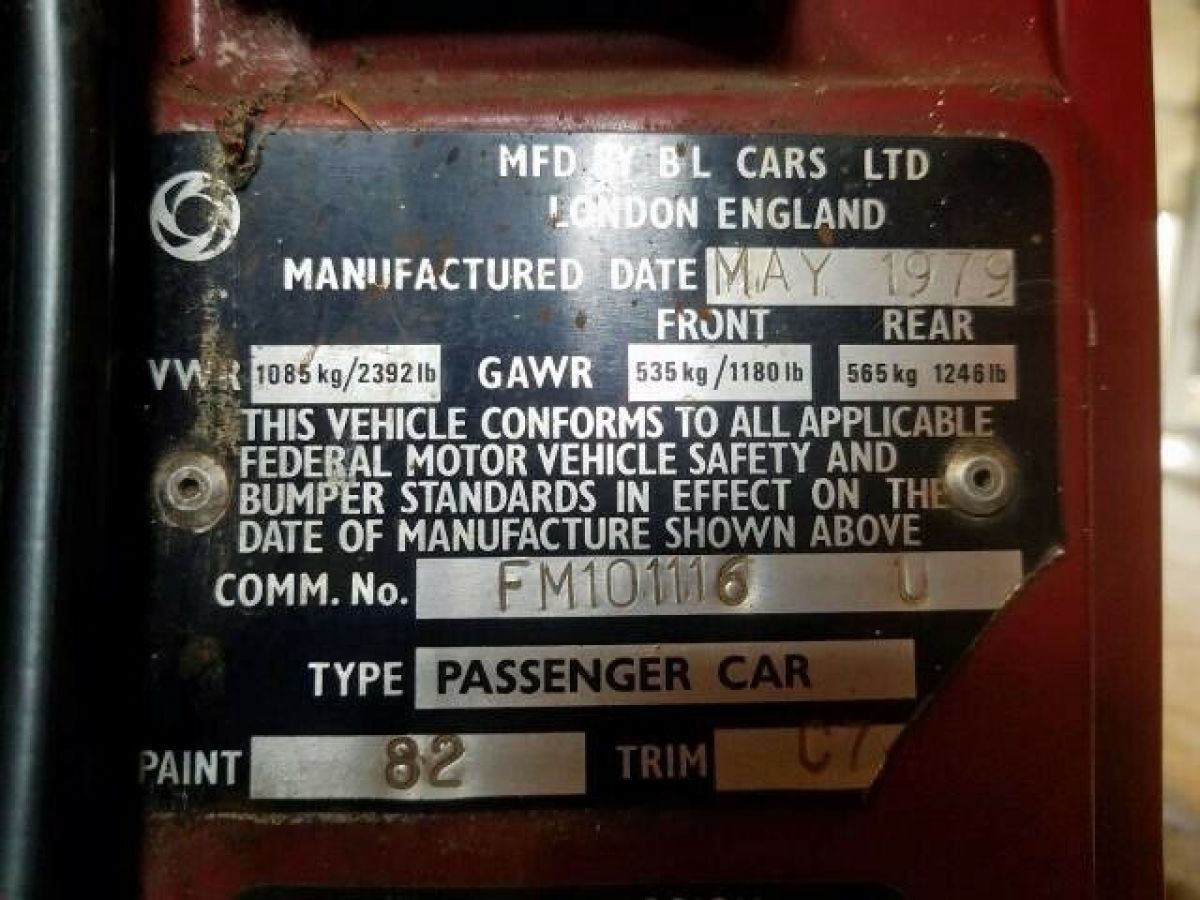 MFD BY B·L CARS LTD
LONDON ENGLAND
MANUFACTURED DATE MAY 1979
FRONT REAR
VWR 1085 kg/2392 lb GAWR 535 kg/1180 lb 565 kg 1246 lb
THIS VEHICLE CONFORMS TO ALL APPLICABLE
FEDERAL MOTOR VEHICLE SAFETY AND
BUMPER STANDARDS IN EFFECT ON THE
DATE OF MANUFACTURE SHOWN ABOVE
COMM. No. FM101116 U
TYPE PASSENGER CAR
PAINT 82 TRIM C7